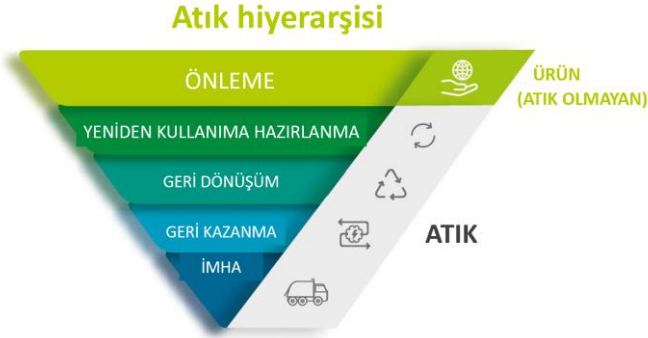 Atık hiyerarşisi
ÖNLEME
ÜRÜN
(ATIK OLMAYAN)
YENİDEN KULLANIMA HAZIRLANMA
GERİ DÖNÜŞÜM
GERİ KAZANMA
ATIK
İMHA